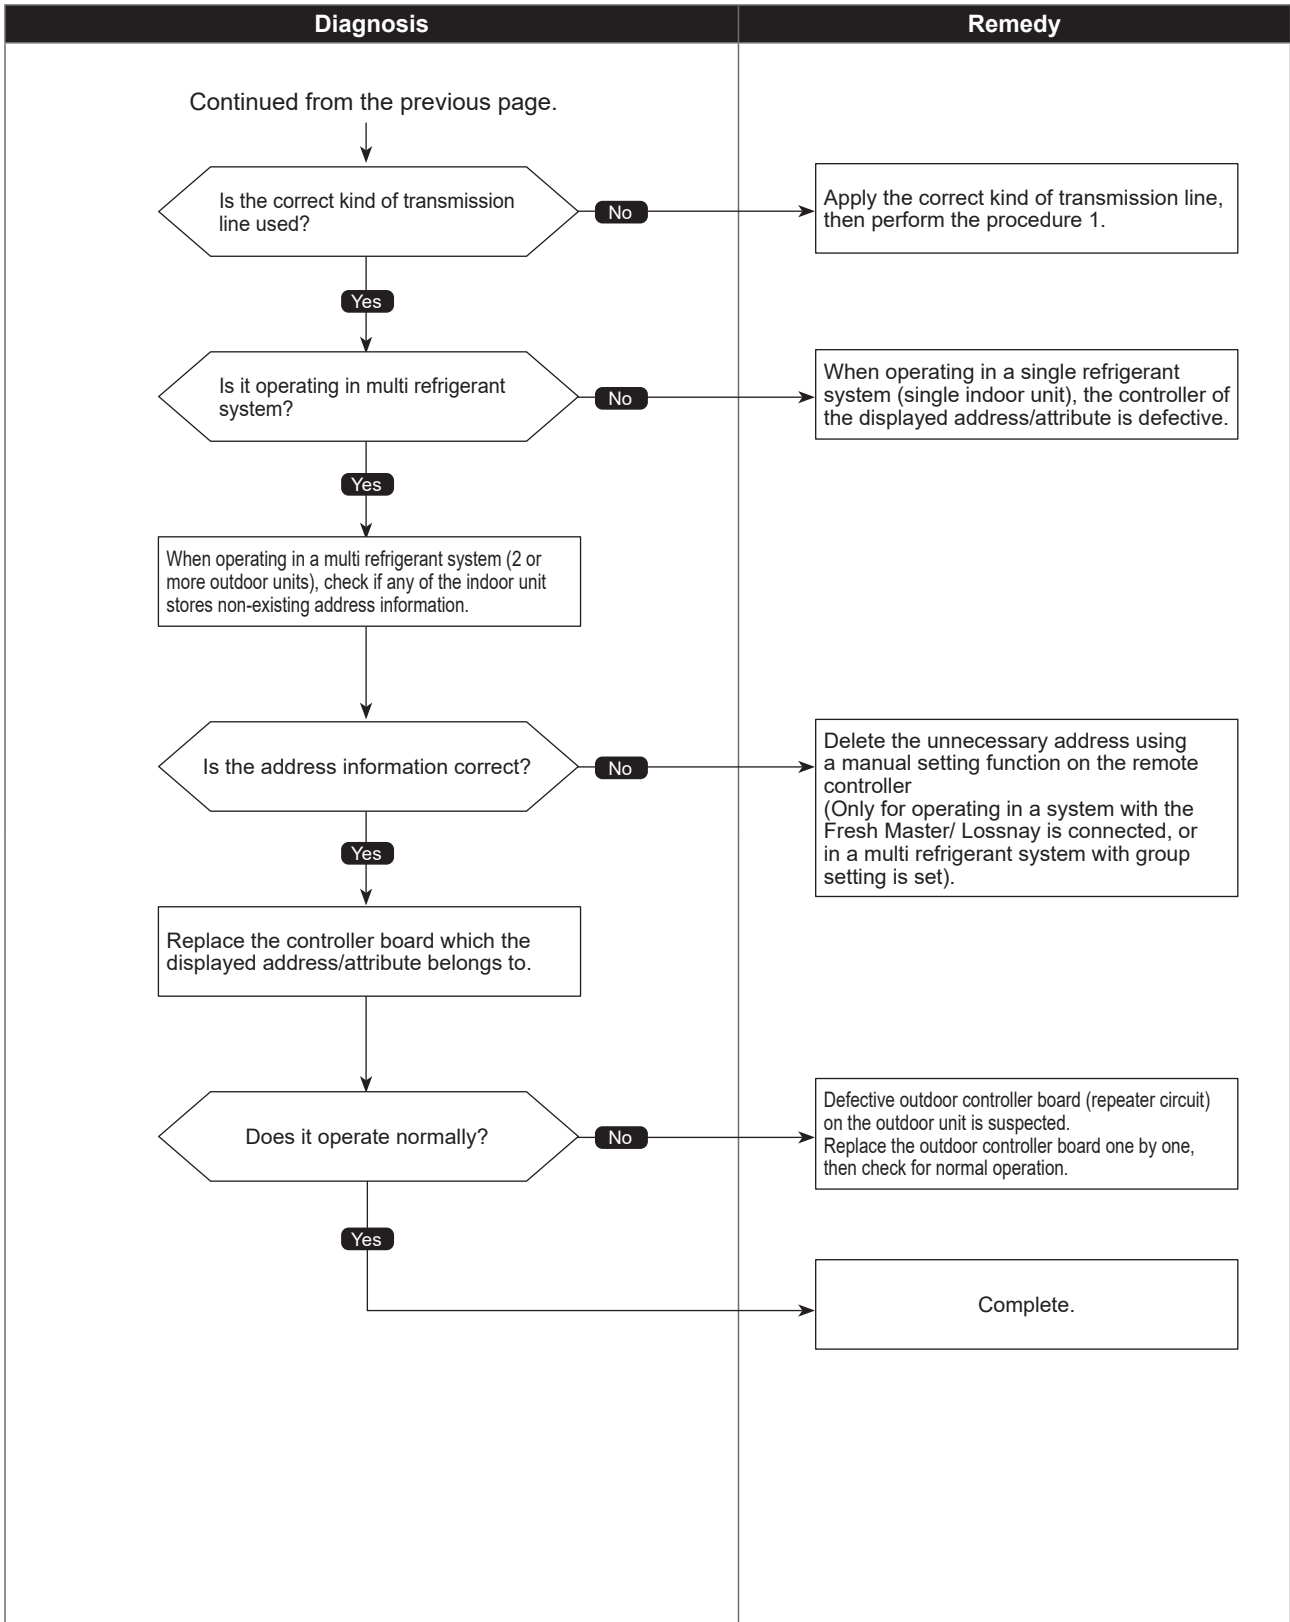 Diagnosis
Remedy
Continued from the previous page.
Is the correct kind of transmission
line used?
No
Apply the correct kind of transmission line,
then perform the procedure 1.
Yes
Is it operating in multi refrigerant
system?
No
When operating in a single refrigerant
system (single indoor unit), the controller of
the displayed address/attribute is defective.
Yes
When operating in a multi refrigerant system (2 or
more outdoor units), check if any of the indoor unit
stores non-existing address information.
Is the address information correct?
No
Delete the unnecessary address using
a manual setting function on the remote
controller
(Only for operating in a system with the
Fresh Master/ Lossnay is connected, or
in a multi refrigerant system with group
setting is set).
Yes
Replace the controller board which the
displayed address/attribute belongs to.
Does it operate normally?
No
Defective outdoor controller board (repeater circuit)
on the outdoor unit is suspected.
Replace the outdoor controller board one by one,
then check for normal operation.
Yes
Complete.